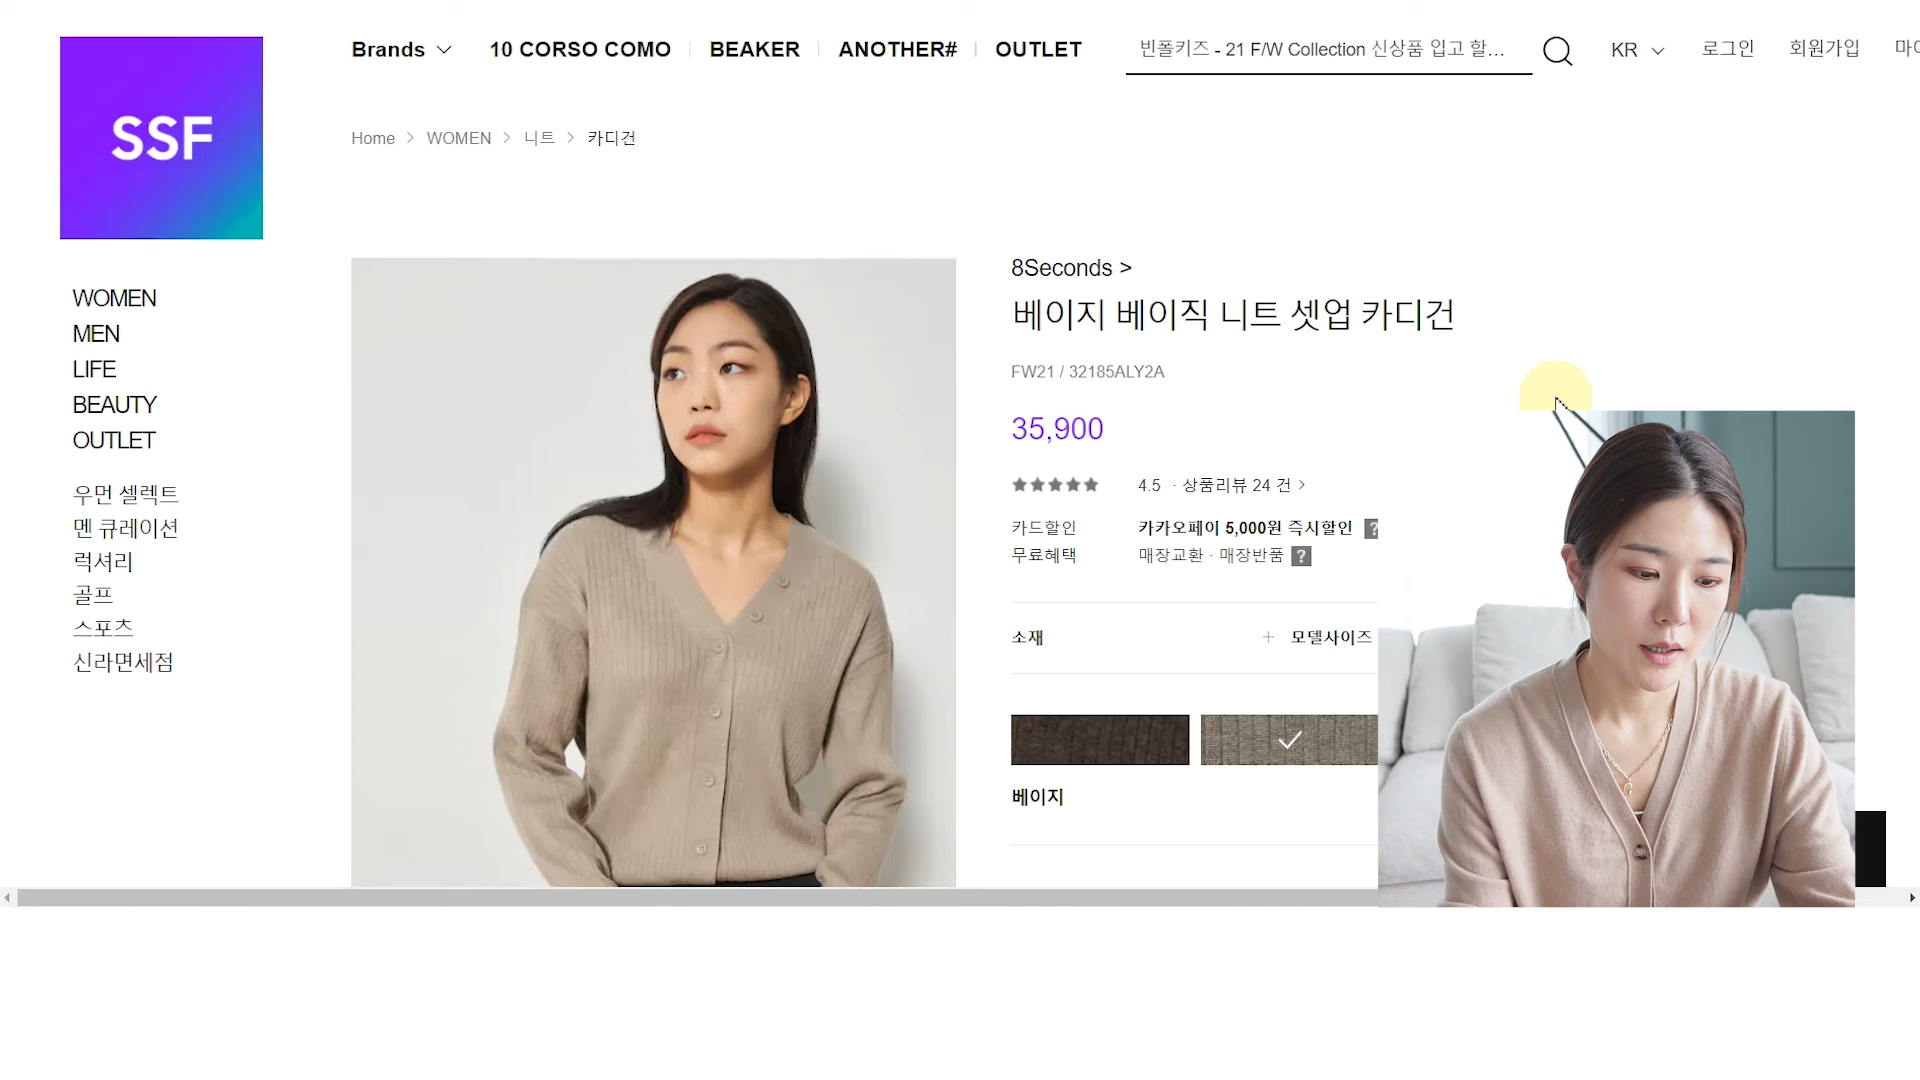 SSF
Brands
10 CORSO COMO
BEAKER
ANOTHER#
OUTLET
빈폴키즈 - 21 F/W Collection 신상품 입고 할...
KR
로그인
회원가입
Home > WOMEN > 니트 > 카디건
WOMEN
MEN
LIFE
BEAUTY
OUTLET
우먼 셀렉트
멘 큐레이션
럭셔리
골프
스포츠
신라면세점
8Seconds >
베이지 베이직 니트 셋업 카디건
FW21 / 32185ALY2A
35,900
4.5 · 상품리뷰 24 건 >
카드할인 카카오페이 5,000원 즉시할인 ?
무료혜택 매장교환 · 매장반품 ?
소재 + 모델사이즈
베이지